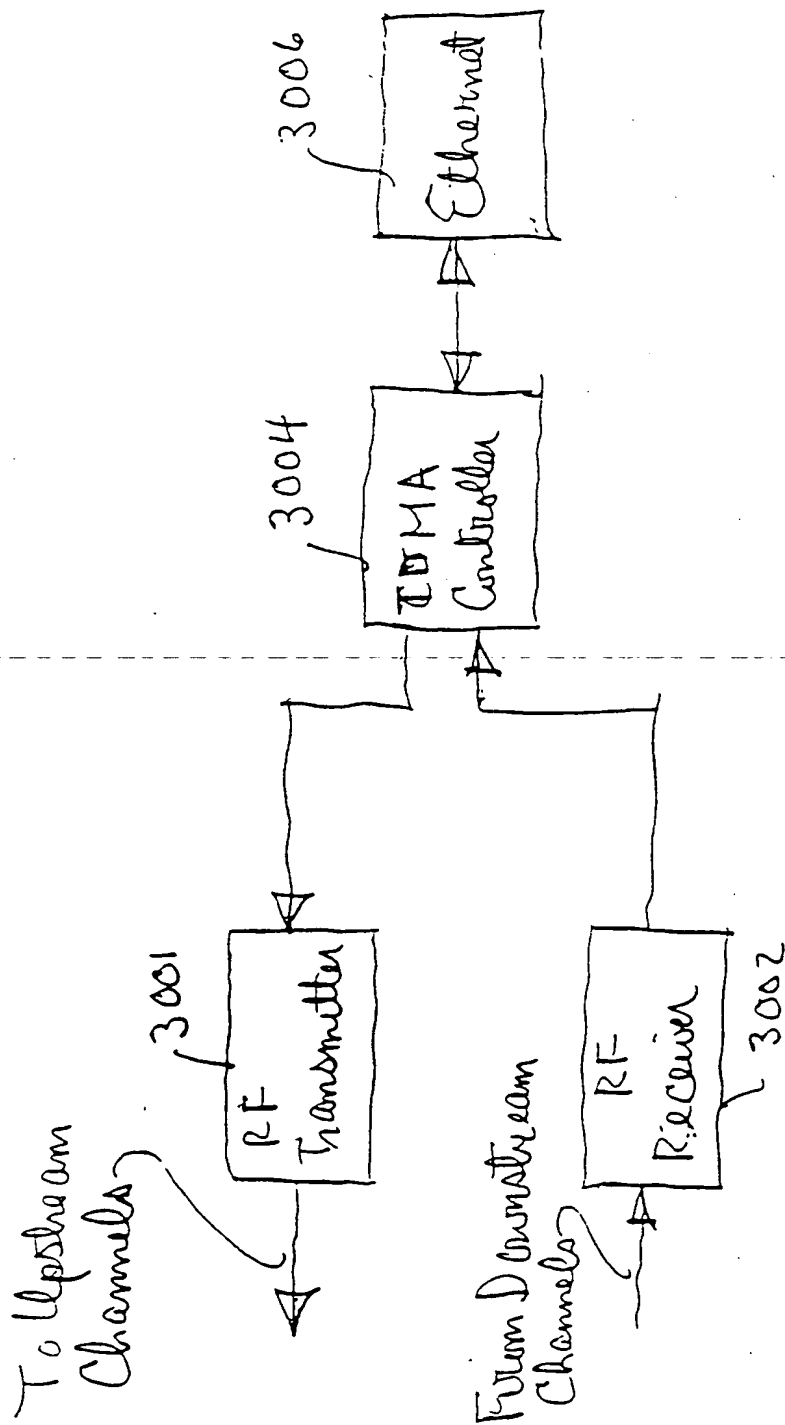 To Upstream
Channels
3001
RF
Transmitter
From Downstream
Channels
RF
Receiver
3002
3004
TDMA
Controller
3006
Ethernet